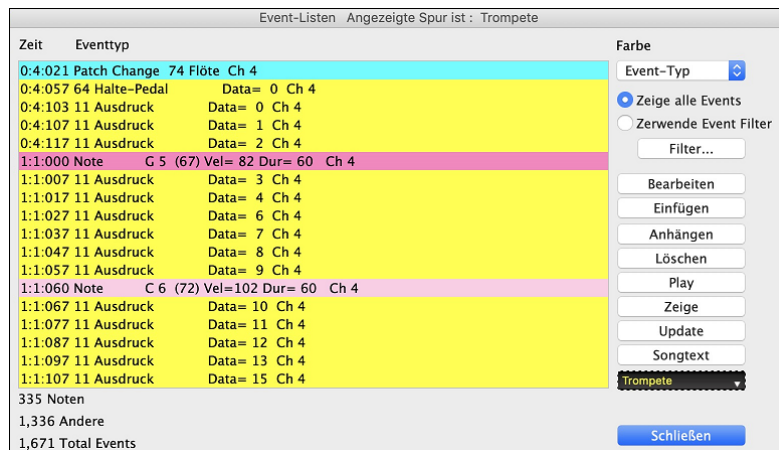 Event-Listen Angezeigte Spur ist : Trompete
Zeit Eventtyp
0:4:021 Patch Change 74 Flöte Ch 4
0:4:057 64 Halte-Pedal Data= 0 Ch 4
0:4:103 11 Ausdruck Data= 0 Ch 4
0:4:107 11 Ausdruck Data= 1 Ch 4
0:4:117 11 Ausdruck Data= 2 Ch 4
1:1:000 Note G 5 (67) Vel= 82 Dur= 60 Ch 4
1:1:007 11 Ausdruck Data= 3 Ch 4
1:1:017 11 Ausdruck Data= 4 Ch 4
1:1:027 11 Ausdruck Data= 6 Ch 4
1:1:037 11 Ausdruck Data= 7 Ch 4
1:1:047 11 Ausdruck Data= 8 Ch 4
1:1:057 11 Ausdruck Data= 9 Ch 4
1:1:060 Note C 6 (72) Vel=102 Dur= 60 Ch 4
1:1:067 11 Ausdruck Data= 10 Ch 4
1:1:077 11 Ausdruck Data= 11 Ch 4
1:1:087 11 Ausdruck Data= 12 Ch 4
1:1:097 11 Ausdruck Data= 13 Ch 4
1:1:107 11 Ausdruck Data= 15 Ch 4
335 Noten
1,336 Andere
1,671 Total Events
Farbe
Event-Typ
Zeige alle Events
Zerwende Event Filter
Filter...
Bearbeiten
Einfügen
Anhängen
Löschen
Play
Zeige
Update
Songtext
Trompete
Schließen